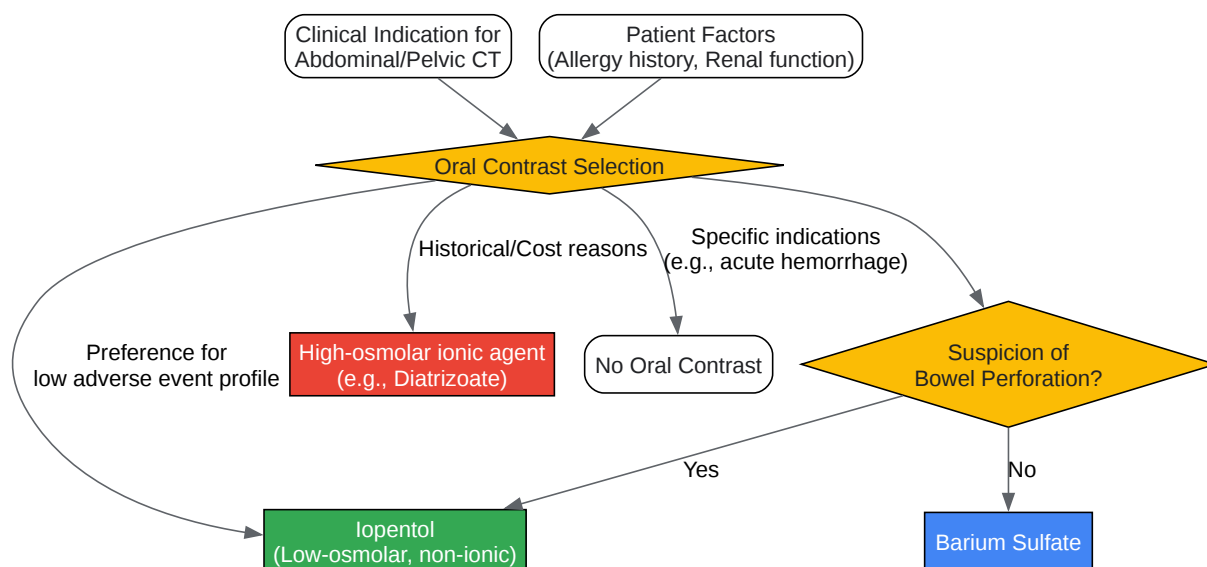 Clinical Indication for
Abdominal/Pelvic CT
Patient Factors
(Allergy history, Renal function)
Oral Contrast Selection
Historical/Cost reasons
Specific indications
(e.g., acute hemorrhage)
Preference for
low adverse event profile
High-osmolar ionic agent
(e.g., Diatrizoate)
No Oral Contrast
Suspicion of
Bowel Perforation?
Yes
No
Iopentol
(Low-osmolar, non-ionic)
Barium Sulfate